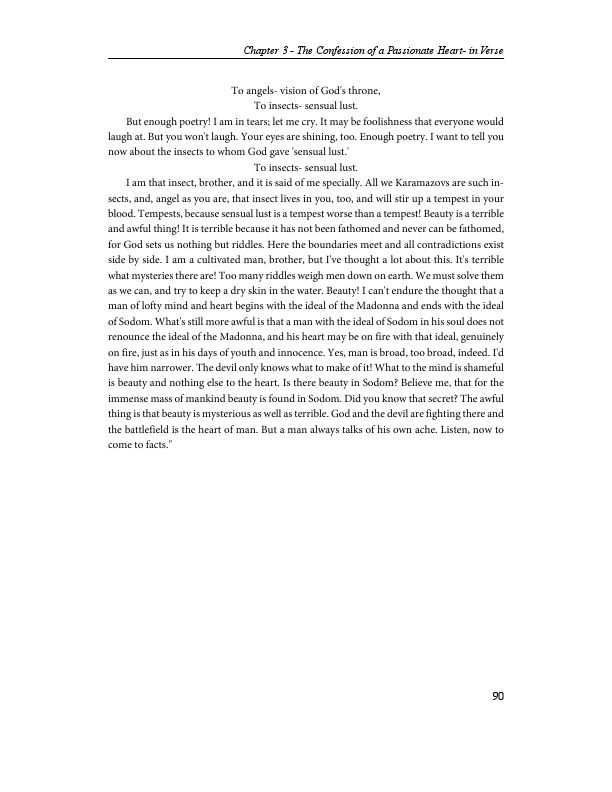 Chapter 3 - The Confession of a Passionate Heart- in Verse
To angels- vision of God's throne,
To insects- sensual lust.
But enough poetry! I am in tears; let me cry. It may be foolishness that everyone would
laugh at. But you won't laugh. Your eyes are shining, too. Enough poetry. I want to tell you
now about the insects to whom God gave 'sensual lust.'
To insects- sensual lust.
I am that insect, brother, and it is said of me specially. All we Karamazovs are such in-
sects, and, angel as you are, that insect lives in you, too, and will stir up a tempest in your
blood. Tempests, because sensual lust is a tempest worse than a tempest! Beauty is a terrible
and awful thing! It is terrible because it has not been fathomed and never can be fathomed,
for God sets us nothing but riddles. Here the boundaries meet and all contradictions exist
side by side. I am a cultivated man, brother, but I've thought a lot about this. It's terrible
what mysteries there are! Too many riddles weigh men down on earth. We must solve them
as we can, and try to keep a dry skin in the water. Beauty! I can't endure the thought that a
man of lofty mind and heart begins with the ideal of the Madonna and ends with the ideal
of Sodom. What's still more awful is that a man with the ideal of Sodom in his soul does not
renounce the ideal of the Madonna, and his heart may be on fire with that ideal, genuinely
on fire, just as in his days of youth and innocence. Yes, man is broad, too broad, indeed. I'd
have him narrower. The devil only knows what to make of it! What to the mind is shameful
is beauty and nothing else to the heart. Is there beauty in Sodom? Believe me, that for the
immense mass of mankind beauty is found in Sodom. Did you know that secret? The awful
thing is that beauty is mysterious as well as terrible. God and the devil are fighting there and
the battlefield is the heart of man. But a man always talks of his own ache. Listen, now to
come to facts."
90